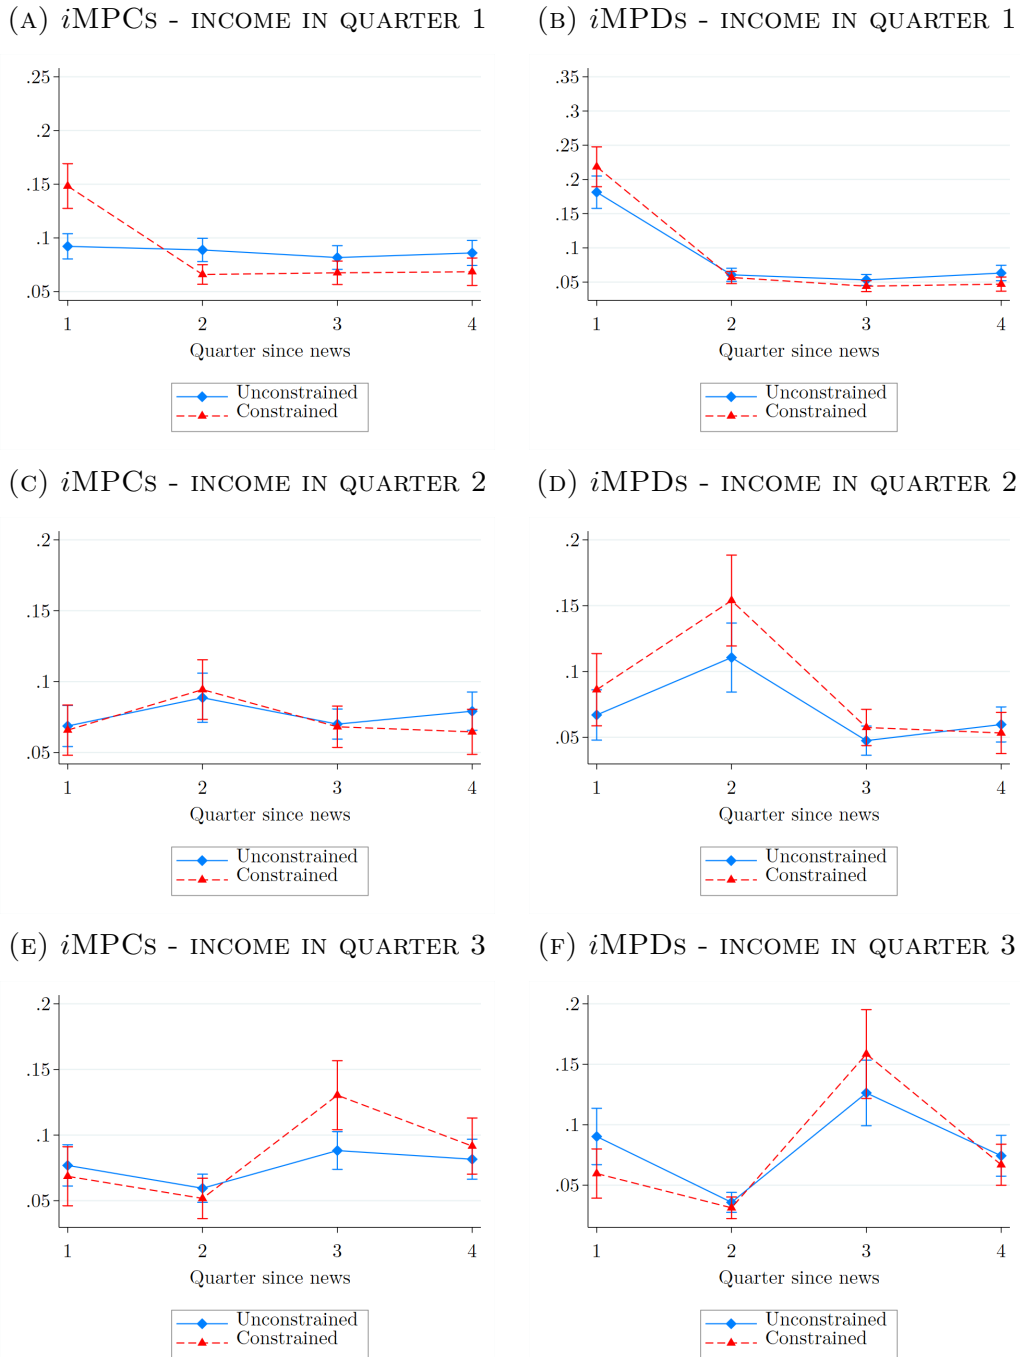 (A) iMPCs - INCOME IN QUARTER 1
.25
.2
.15
.1
.05
1 2 3 4
Quarter since news
Unconstrained
Constrained
(B) iMPDs - INCOME IN QUARTER 1
.35
.3
.25
.2
.15
.1
.05
1 2 3 4
Quarter since news
Unconstrained
Constrained
(C) iMPCs - INCOME IN QUARTER 2
.2
.15
.1
.05
1 2 3 4
Quarter since news
Unconstrained
Constrained
(D) iMPDs - INCOME IN QUARTER 2
.2
.15
.1
.05
1 2 3 4
Quarter since news
Unconstrained
Constrained
(E) iMPCs - INCOME IN QUARTER 3
.2
.15
.1
.05
1 2 3 4
Quarter since news
Unconstrained
Constrained
(F) iMPDs - INCOME IN QUARTER 3
.2
.15
.1
.05
1 2 3 4
Quarter since news
Unconstrained
Constrained